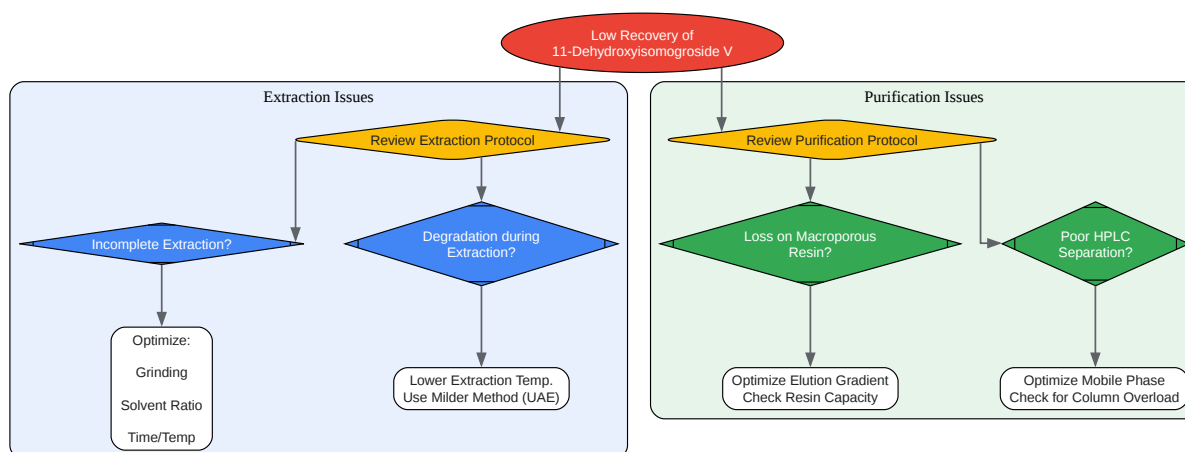 Low Recovery of
11-Dehydroxyisomogroside V
Extraction Issues
Purification Issues
Review Extraction Protocol
Review Purification Protocol
Incomplete Extraction?
Degradation during
Extraction?
Loss on Macroporous
Resin?
Poor HPLC
Separation?
Optimize:
Grinding
Solvent Ratio
Time/Temp
Lower Extraction Temp.
Use Milder Method (UAE)
Optimize Elution Gradient
Check Resin Capacity
Optimize Mobile Phase
Check for Column Overload